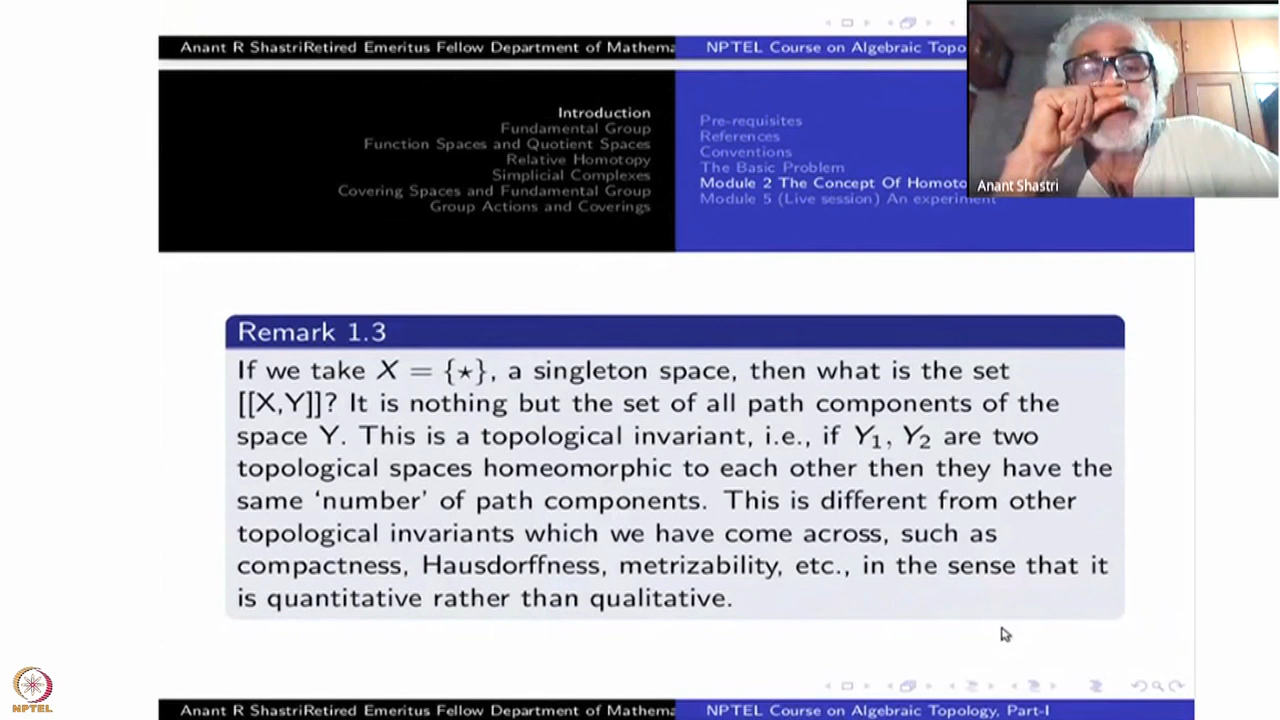 Anant R ShastriRetired Emeritus Fellow Department of Mathema
NPTEL Course on Algebraic Topo
Introduction
Fundamental Group
Function Spaces and Quotient Spaces
Relative Homotopy
Simplicial Complexes
Covering Spaces and Fundamental Group
Group Actions and Coverings
Pre-requisites
References
Conventions
The Basic Problem
Module 2 The Concept Of Homoto
Module 5 (Live session) An experiment
Anant Shastri
Remark 1.3
If we take X = {⋆}, a singleton space, then what is the set
[[X,Y]]? It is nothing but the set of all path components of the
space Y. This is a topological invariant, i.e., if Y₁, Y₂ are two
topological spaces homeomorphic to each other then they have the
same ‘number’ of path components. This is different from other
topological invariants which we have come across, such as
compactness, Hausdorffness, metrizability, etc., in the sense that it
is quantitative rather than qualitative.
NPTEL
Anant R ShastriRetired Emeritus Fellow Department of Mathema
NPTEL Course on Algebraic Topology, Part-I